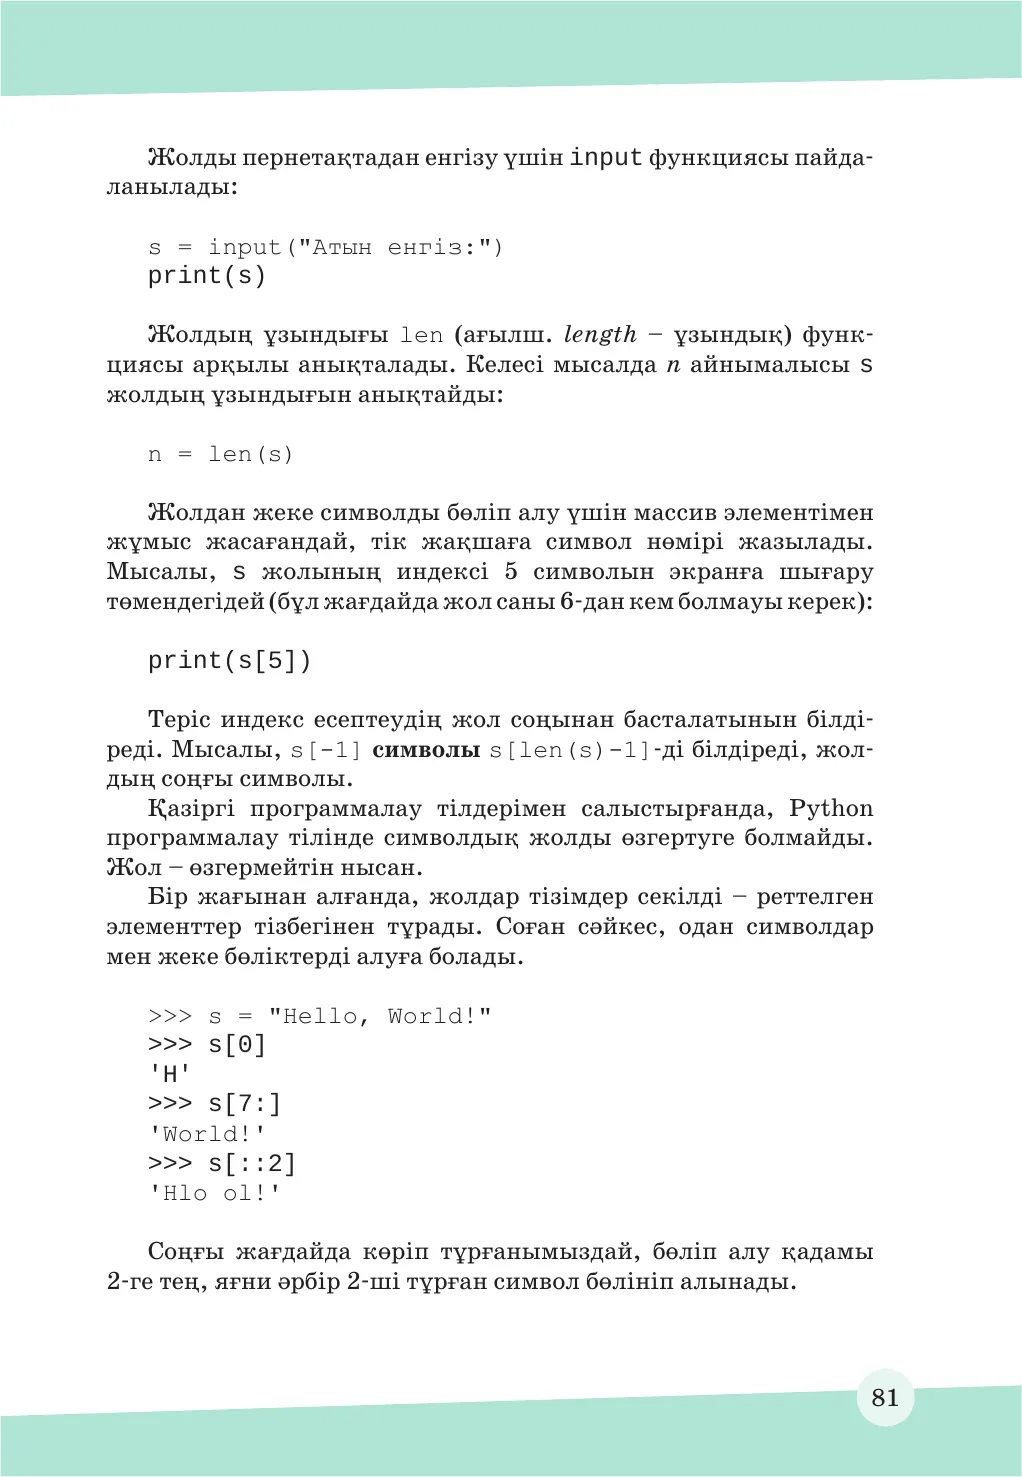 Жолды пернетақтадан енгізу үшін input функциясы пайда-
ланылады:
s = input("Атын енгіз:")
print(s)
Жолдың ұзындығы len (ағылш. length – ұзындық) функ-
циясы арқылы анықталады. Келесі мысалда n айнымалысы s
жолдың ұзындығын анықтайды:
n = len(s)
Жолдан жеке символды бөліп алу үшін массив элементімен
жұмыс жасағандай, тік жақшаға символ нөмірі жазылады.
Мысалы, s жолының индексі 5 символын экранға шығару
төмендегідей (бұл жағдайда жол саны 6-дан кем болмауы керек):
print(s[5])
Теріс индекс есептеудің жол соңынан басталатынын білді-
реді. Мысалы, s[-1] символы s[len(s)-1]-ді білдіреді, жол-
дың соңғы символы.
Қазіргі программалау тілдерімен салыстырғанда, Python
программалау тілінде символдық жолды өзгертуге болмайды.
Жол – өзгермейтін нысан.
Бір жағынан алғанда, жолдар тізімдер секілді – реттелген
элементтер тізбегінен тұрады. Соған сәйкес, одан символдар
мен жеке бөліктерді алуға болады.
>>> s = "Hello, World!"
>>> s[0]
'H'
>>> s[7:]
'World!'
>>> s[::2]
'Hlo ol!'
Соңғы жағдайда көріп тұрғанымыздай, бөліп алу қадамы
2-ге тең, яғни әрбір 2-ші тұрған символ бөлініп алынады.
81